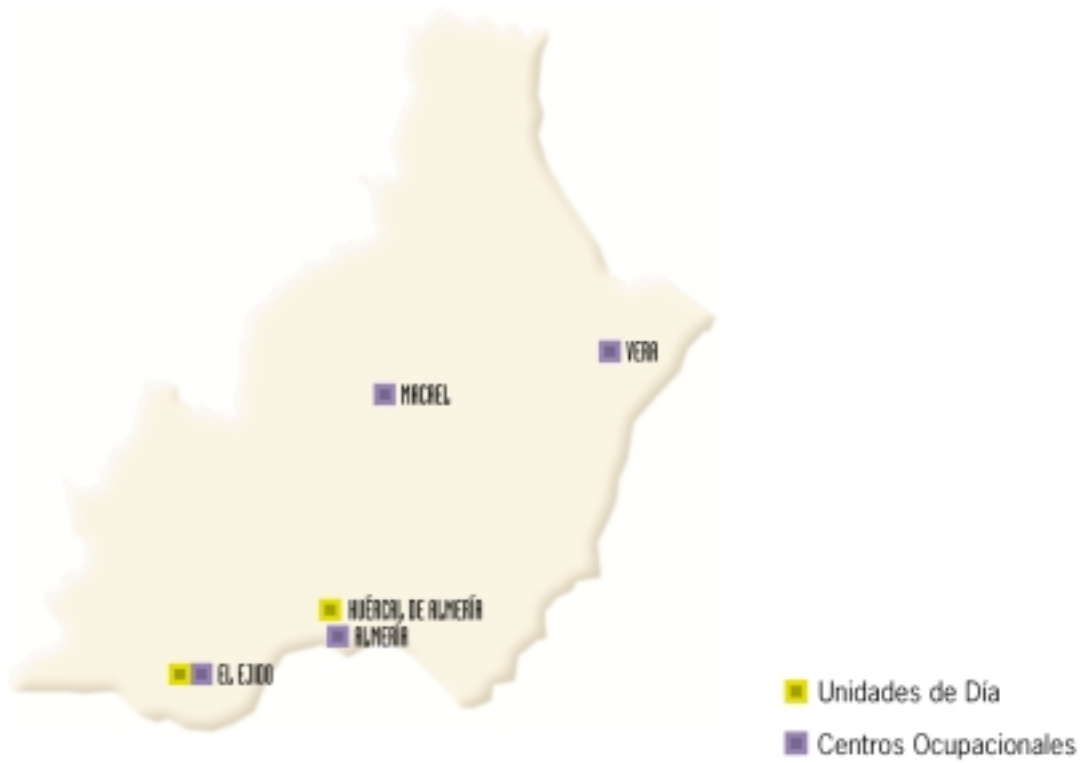 VERA
MACAEL
HUÉRCAL DE ALMERÍA
ALMERÍA
EL EJIDO
Unidades de Día
Centros Ocupacionales